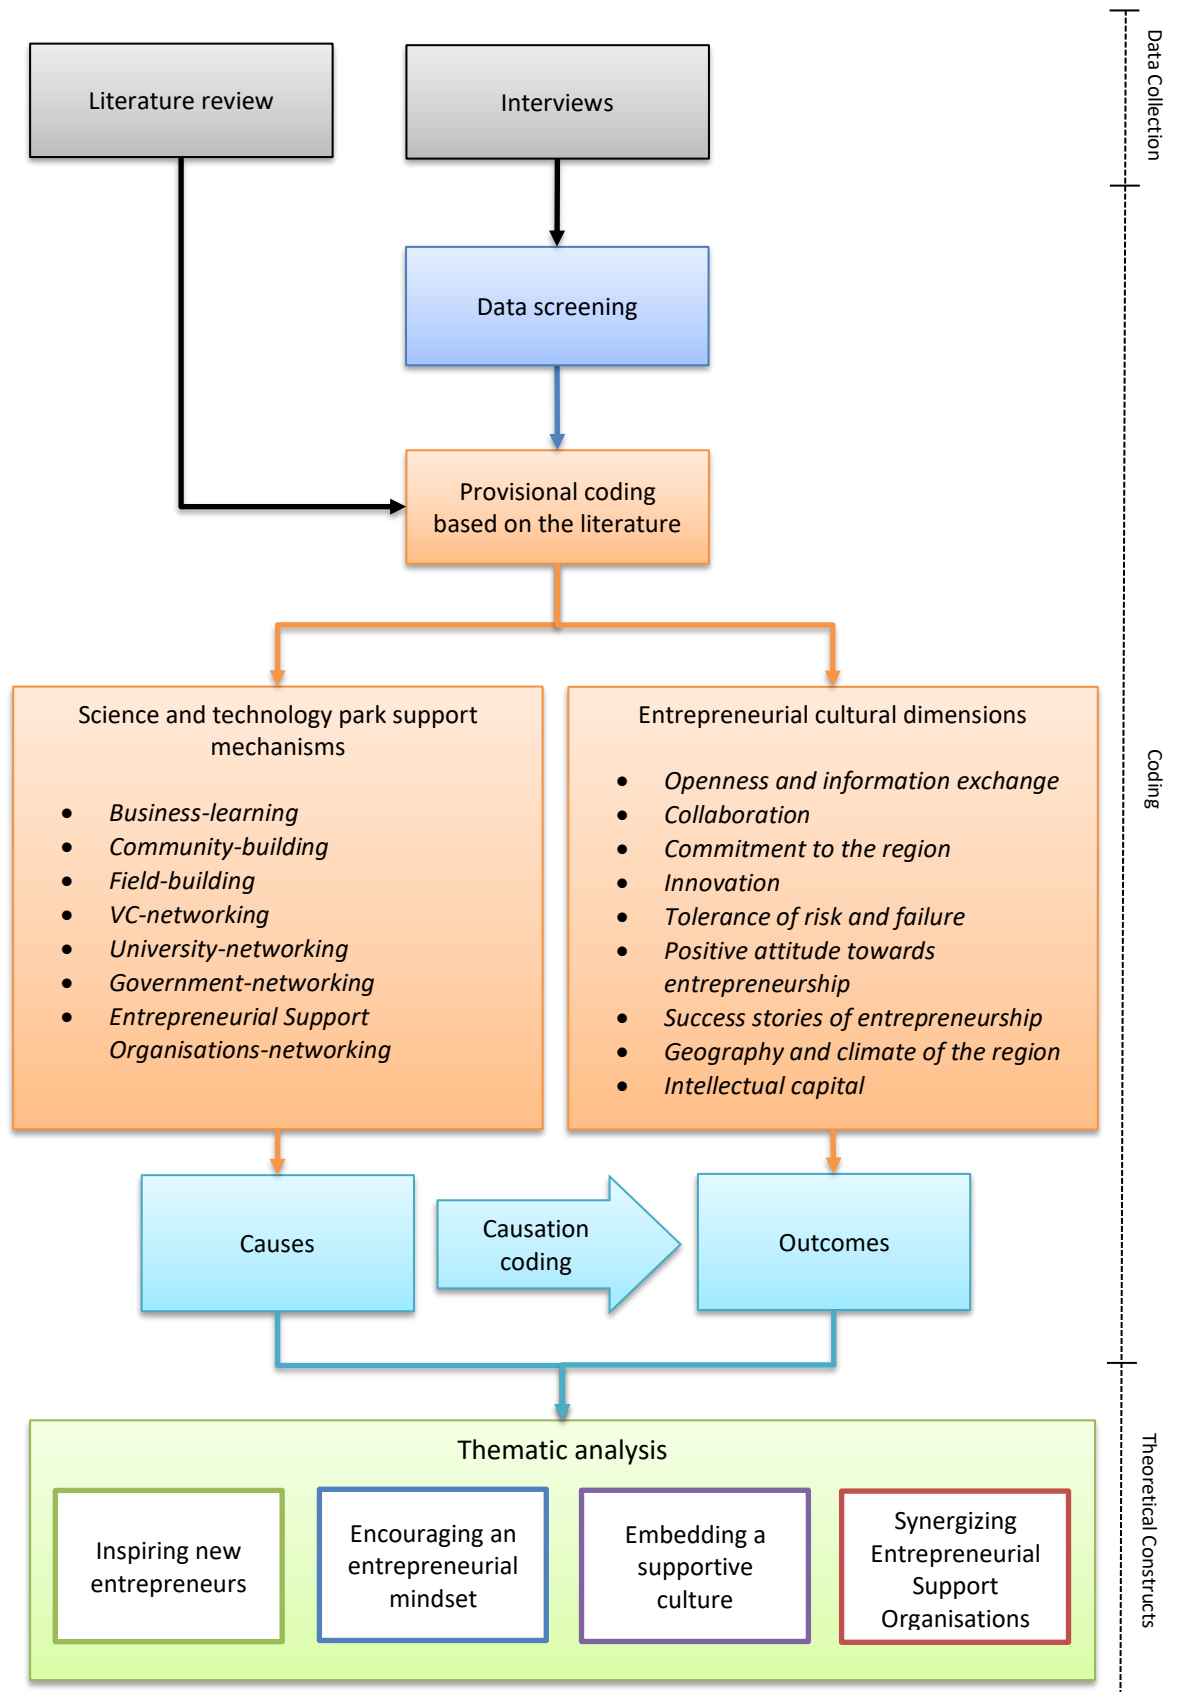 Literature review
Interviews
Data Collection
Data screening
Provisional coding
based on the literature
Science and technology park support
mechanisms
• Business-learning
• Community-building
• Field-building
• VC-networking
• University-networking
• Government-networking
• Entrepreneurial Support
Organisations-networking
Entrepreneurial cultural dimensions
• Openness and information exchange
• Collaboration
• Commitment to the region
• Innovation
• Tolerance of risk and failure
• Positive attitude towards
entrepreneurship
• Success stories of entrepreneurship
• Geography and climate of the region
• Intellectual capital
Coding
Causes
Causation
coding
Outcomes
Thematic analysis
Inspiring new
entrepreneurs
Encouraging an
entrepreneurial
mindset
Embedding a
supportive
culture
Synergizing
Entrepreneurial
Support
Organisations
Theoretical Constructs